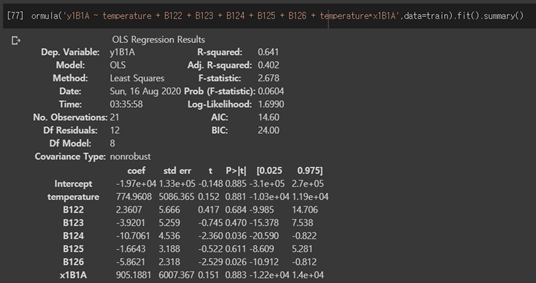 [77] ormula('y1B1A ~ temperature + B122 + B123 + B124 + B125 + B126 + temperature*x1B1A',data=train).fit().summary()
OLS Regression Results
Dep. Variable: y1B1A R-squared: 0.641
Model: OLS Adj. R-squared: 0.402
Method: Least Squares F-statistic: 2.678
Date: Sun, 16 Aug 2020 Prob (F-statistic): 0.0604
Time: 03:35:58 Log-Likelihood: 1.6990
No. Observations: 21 AIC: 14.60
Df Residuals: 12 BIC: 24.00
Df Model: 8
Covariance Type: nonrobust
coef std err t P>|t| [0.025 0.975]
Intercept -1.97e+04 1.33e+05 -0.148 0.885 -3.1e+05 2.7e+05
temperature 774.9608 5086.365 0.152 0.881 -1.03e+04 1.19e+04
B122 2.3607 5.666 0.417 0.684 -9.985 14.706
B123 -3.9201 5.259 -0.745 0.470 -15.378 7.538
B124 -10.7061 4.536 -2.360 0.036 -20.590 -0.822
B125 -1.6643 3.188 -0.522 0.611 -8.609 5.281
B126 -5.8621 2.318 -2.529 0.026 -10.912 -0.812
x1B1A 905.1881 6007.367 0.151 0.883 -1.22e+04 1.4e+04